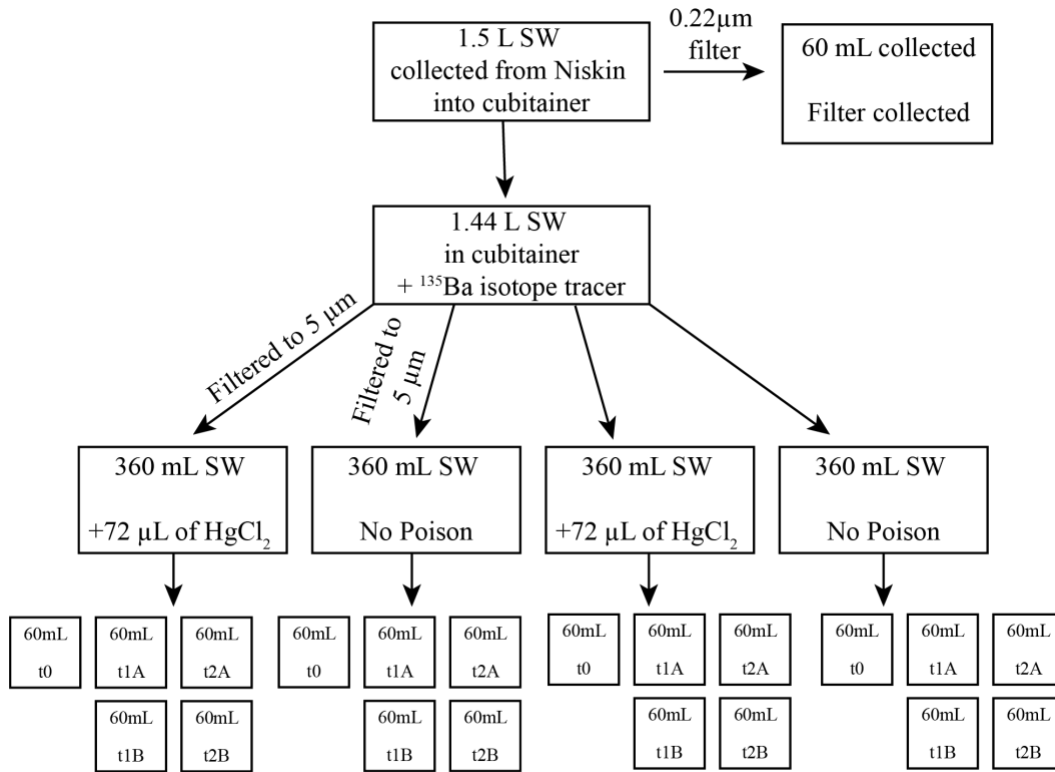 1.5 L SW
collected from Niskin
into cubitainer
0.22µm
filter
60 mL collected
Filter collected
1.44 L SW
in cubitainer
+ ¹³⁵Ba isotope tracer
Filtered to 5 µm
Filtered to
5 µm
360 mL SW
+72 µL of HgCl₂
360 mL SW
No Poison
360 mL SW
+72 µL of HgCl₂
360 mL SW
No Poison
60mL
t0
60mL
t1A
60mL
t2A
60mL
t1B
60mL
t2B
60mL
t0
60mL
t1A
60mL
t2A
60mL
t1B
60mL
t2B
60mL
t0
60mL
t1A
60mL
t2A
60mL
t1B
60mL
t2B
60mL
t0
60mL
t1A
60mL
t2A
60mL
t1B
60mL
t2B